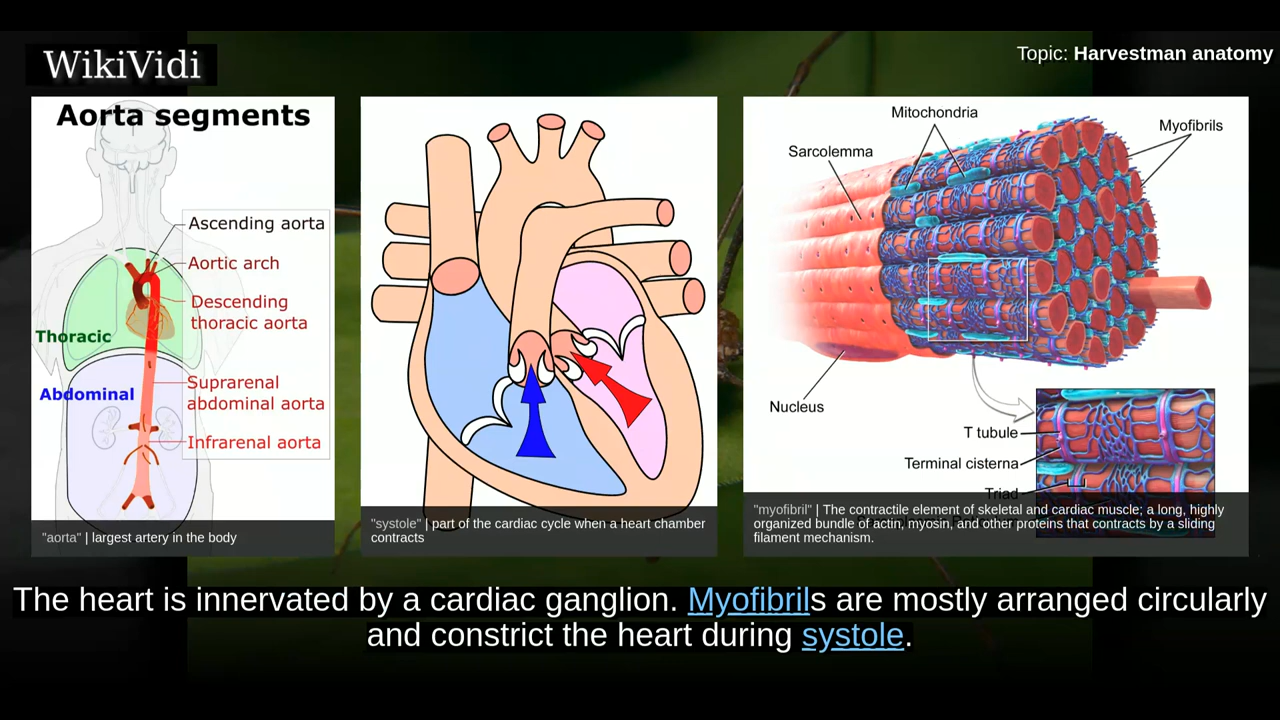 WikiVidi
Topic: Harvestman anatomy
Aorta segments
Ascending aorta
Aortic arch
Descending
thoracic aorta
Thoracic
Suprarenal
abdominal aorta
Abdominal
Infrarenal aorta
"aorta" | largest artery in the body
"systole" | part of the cardiac cycle when a heart chamber
contracts
Mitochondria
Myofibrils
Sarcolemma
Nucleus
T tubule
Terminal cisterna
Triad
"myofibril" | The contractile element of skeletal and cardiac muscle; a long, highly
organized bundle of actin, myosin, and other proteins that contracts by a sliding
filament mechanism.
The heart is innervated by a cardiac ganglion. Myofibrils are mostly arranged circularly
and constrict the heart during systole.